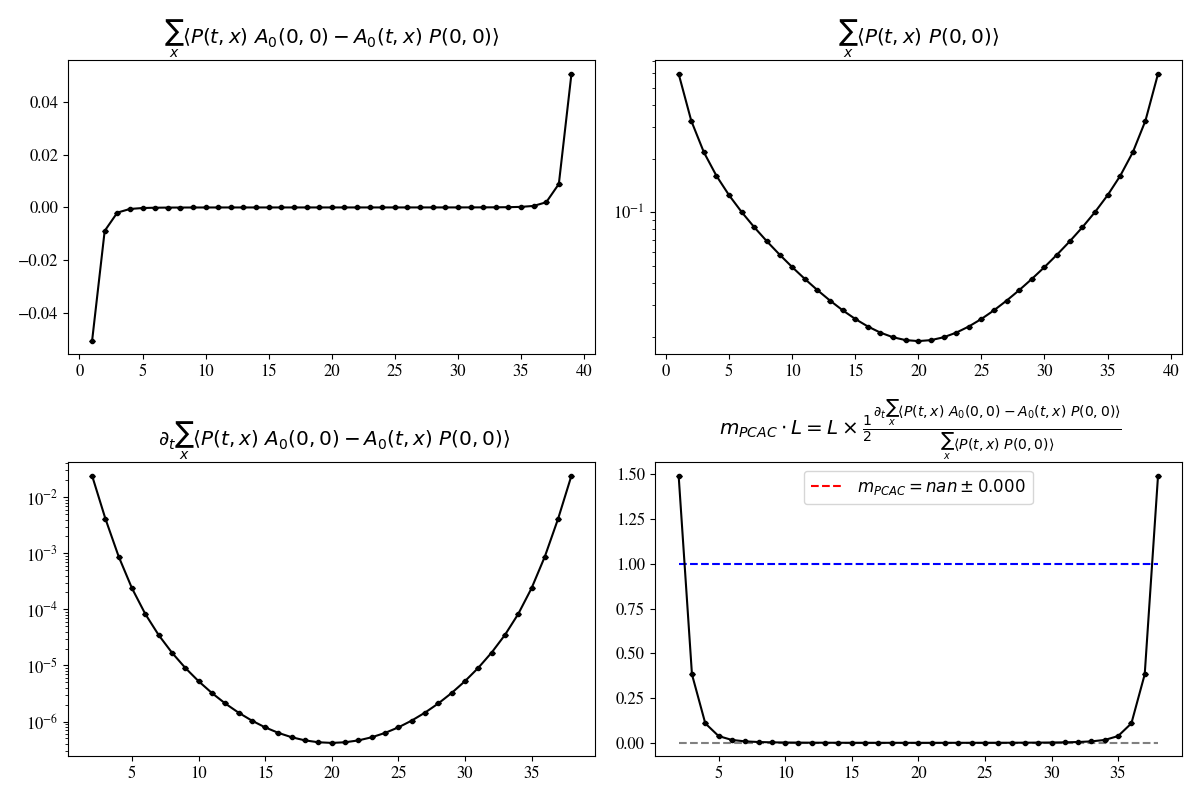 ∑ₓ⟨P(t, x) A₀(0, 0) − A₀(t, x) P(0, 0)⟩
0.04
0.02
0.00
−0.02
−0.04
0 5 10 15 20 25 30 35 40
∑ₓ⟨P(t, x) P(0, 0)⟩
10⁻¹
0 5 10 15 20 25 30 35 40
∂ₜ∑ₓ⟨P(t, x) A₀(0, 0) − A₀(t, x) P(0, 0)⟩
10⁻²
10⁻³
10⁻⁴
10⁻⁵
10⁻⁶
5 10 15 20 25 30 35
m_PCAC · L = L × 1/2 ∂ₜ∑ₓ⟨P(t, x) A₀(0, 0) − A₀(t, x) P(0, 0)⟩ / ∑ₓ⟨P(t, x) P(0, 0)⟩
m_PCAC = nan ± 0.000
1.50
1.25
1.00
0.75
0.50
0.25
0.00
5 10 15 20 25 30 35